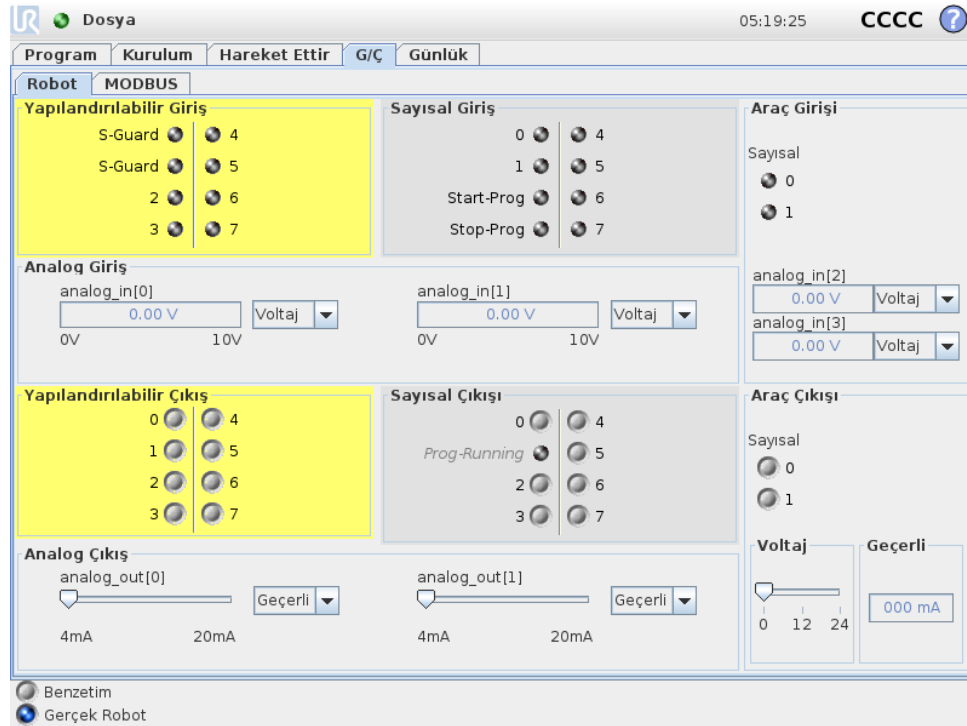 UR Dosya 05:19:25 CCCC ?
Program Kurulum Hareket Ettir G/Ç Günlük
Robot MODBUS
Yapılandırılabilir Giriş
S-Guard 4
S-Guard 5
2 6
3 7
Sayısal Giriş
0 4
1 5
Start-Prog 6
Stop-Prog 7
Araç Girişi
Sayısal
0
1
analog_in[2]
0.00 V Voltaj
analog_in[3]
0.00 V Voltaj
Analog Giriş
analog_in[0]
0.00 V Voltaj
0V 10V
analog_in[1]
0.00 V Voltaj
0V 10V
Yapılandırılabilir Çıkış
0 4
1 5
2 6
3 7
Sayısal Çıkışı
0 4
Prog-Running 5
2 6
3 7
Araç Çıkışı
Sayısal
0
1
Voltaj
0 12 24
Geçerli
000 mA
Analog Çıkış
analog_out[0]
Geçerli
4mA 20mA
analog_out[1]
Geçerli
4mA 20mA
Benzetim
Gerçek Robot